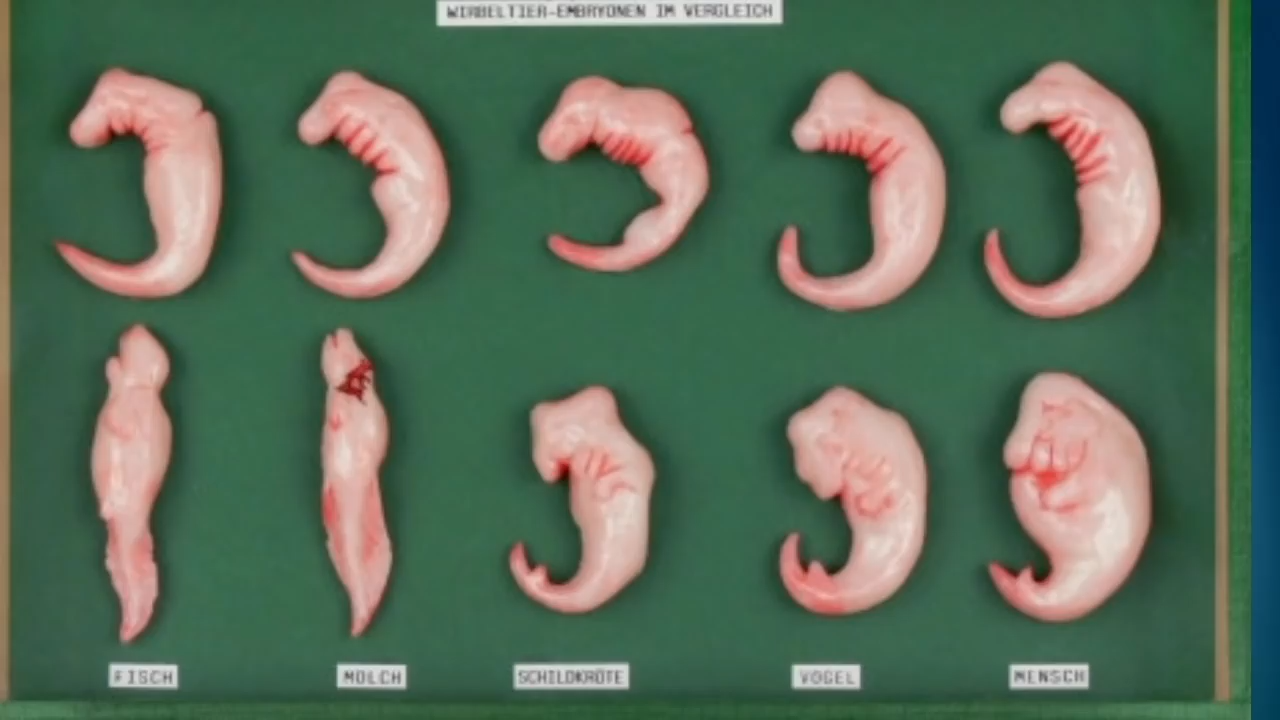 WIRBELTIER-EMBRYONEN IM VERGLEICH
FISCH
MOLCH
SCHILDKRÖTE
VOGEL
MENSCH